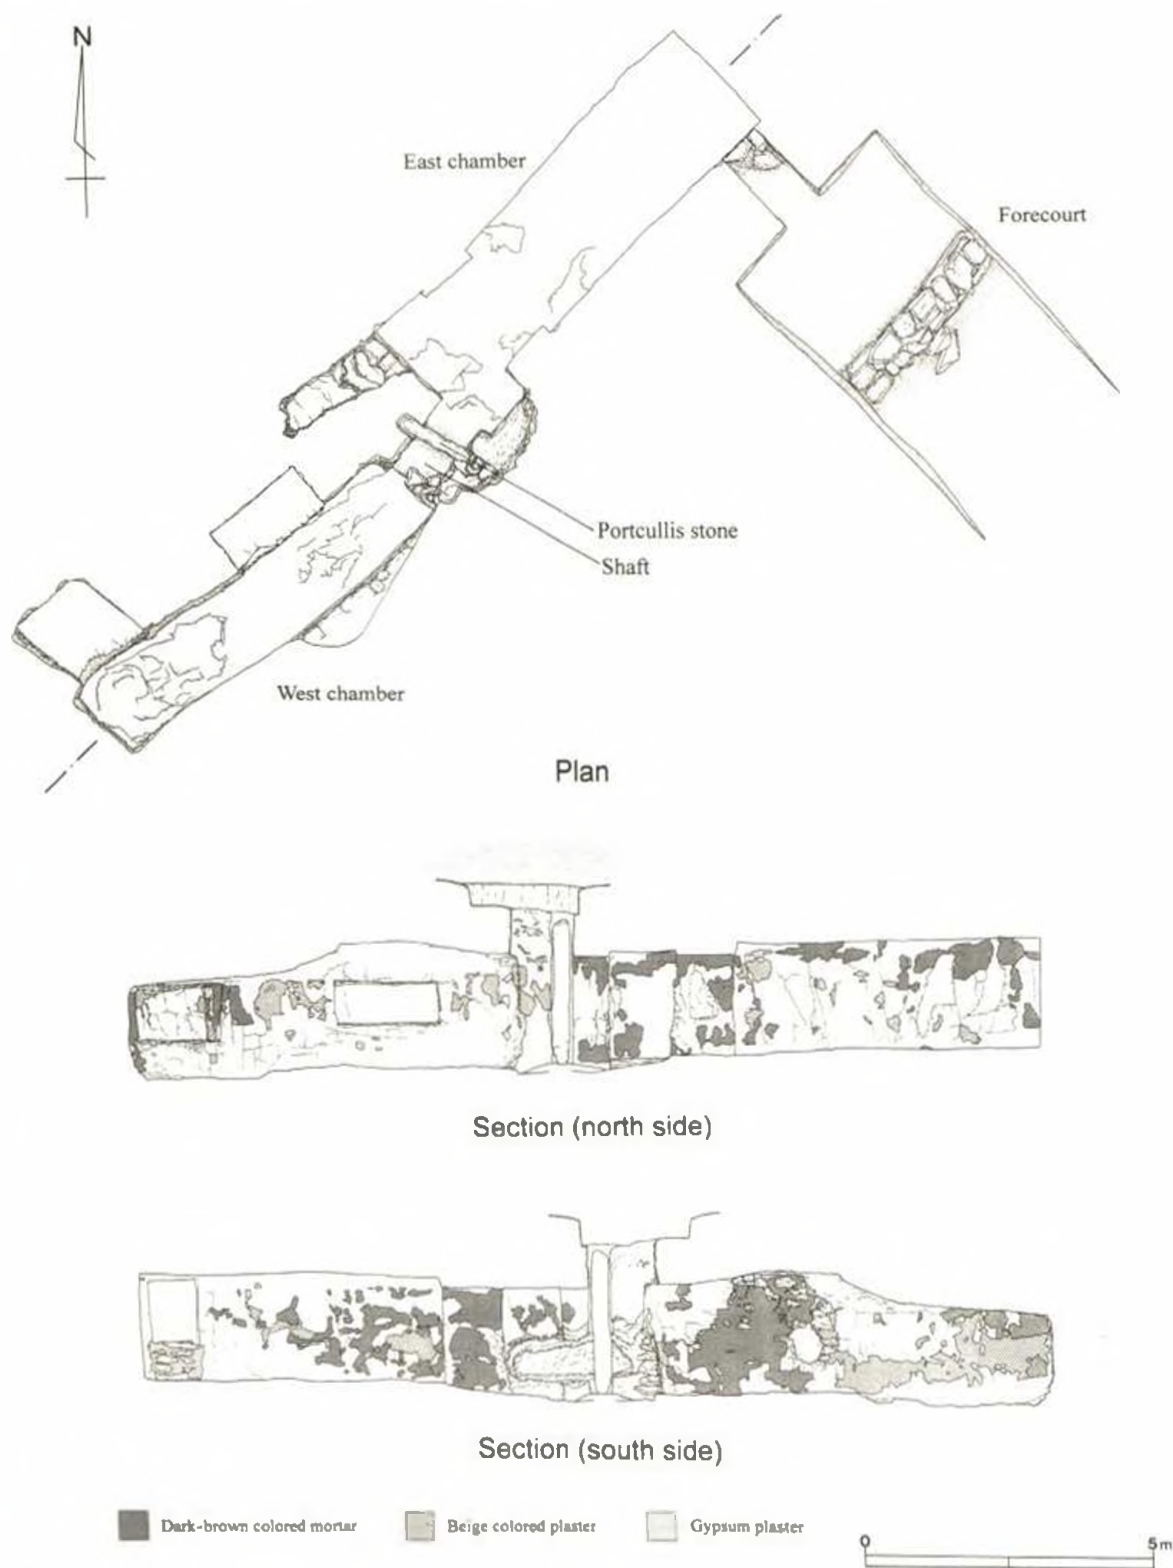 N
East chamber
Forecourt
Portcullis stone
Shaft
West chamber
Plan
Section (north side)
Section (south side)
Dark-brown colored mortar
Beige colored plaster
Gypsum plaster
0 5m